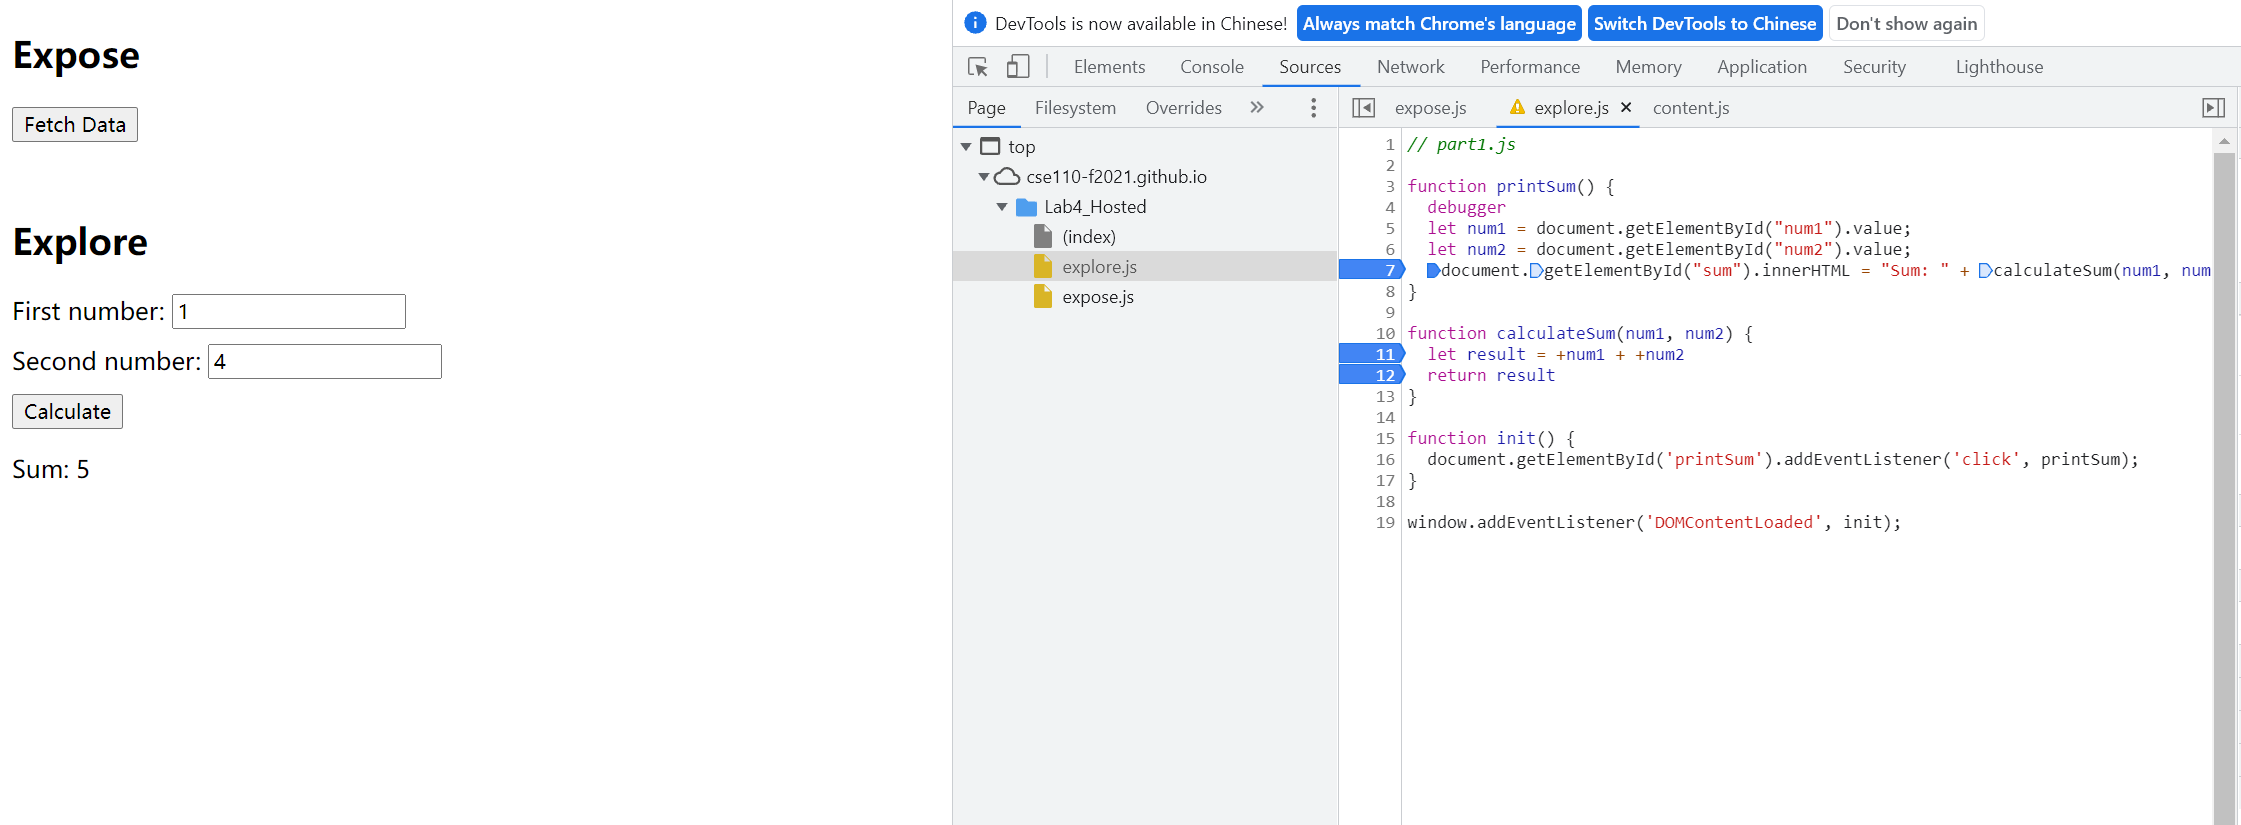 Expose
Fetch Data
Explore
First number: 1
Second number: 4
Calculate
Sum: 5
DevTools is now available in Chinese! Always match Chrome's language Switch DevTools to Chinese Don't show again
Elements Console Sources Network Performance Memory Application Security Lighthouse
Page Filesystem Overrides
top
cse110-f2021.github.io
Lab4_Hosted
(index)
explore.js
expose.js
expose.js explore.js content.js
1 // part1.js
2
3 function printSum() {
4 debugger
5 let num1 = document.getElementById("num1").value;
6 let num2 = document.getElementById("num2").value;
7 document.getElementById("sum").innerHTML = "Sum: " + calculateSum(num1, num
8 }
9
10 function calculateSum(num1, num2) {
11 let result = +num1 + +num2
12 return result
13 }
14
15 function init() {
16 document.getElementById('printSum').addEventListener('click', printSum);
17 }
18
19 window.addEventListener('DOMContentLoaded', init);